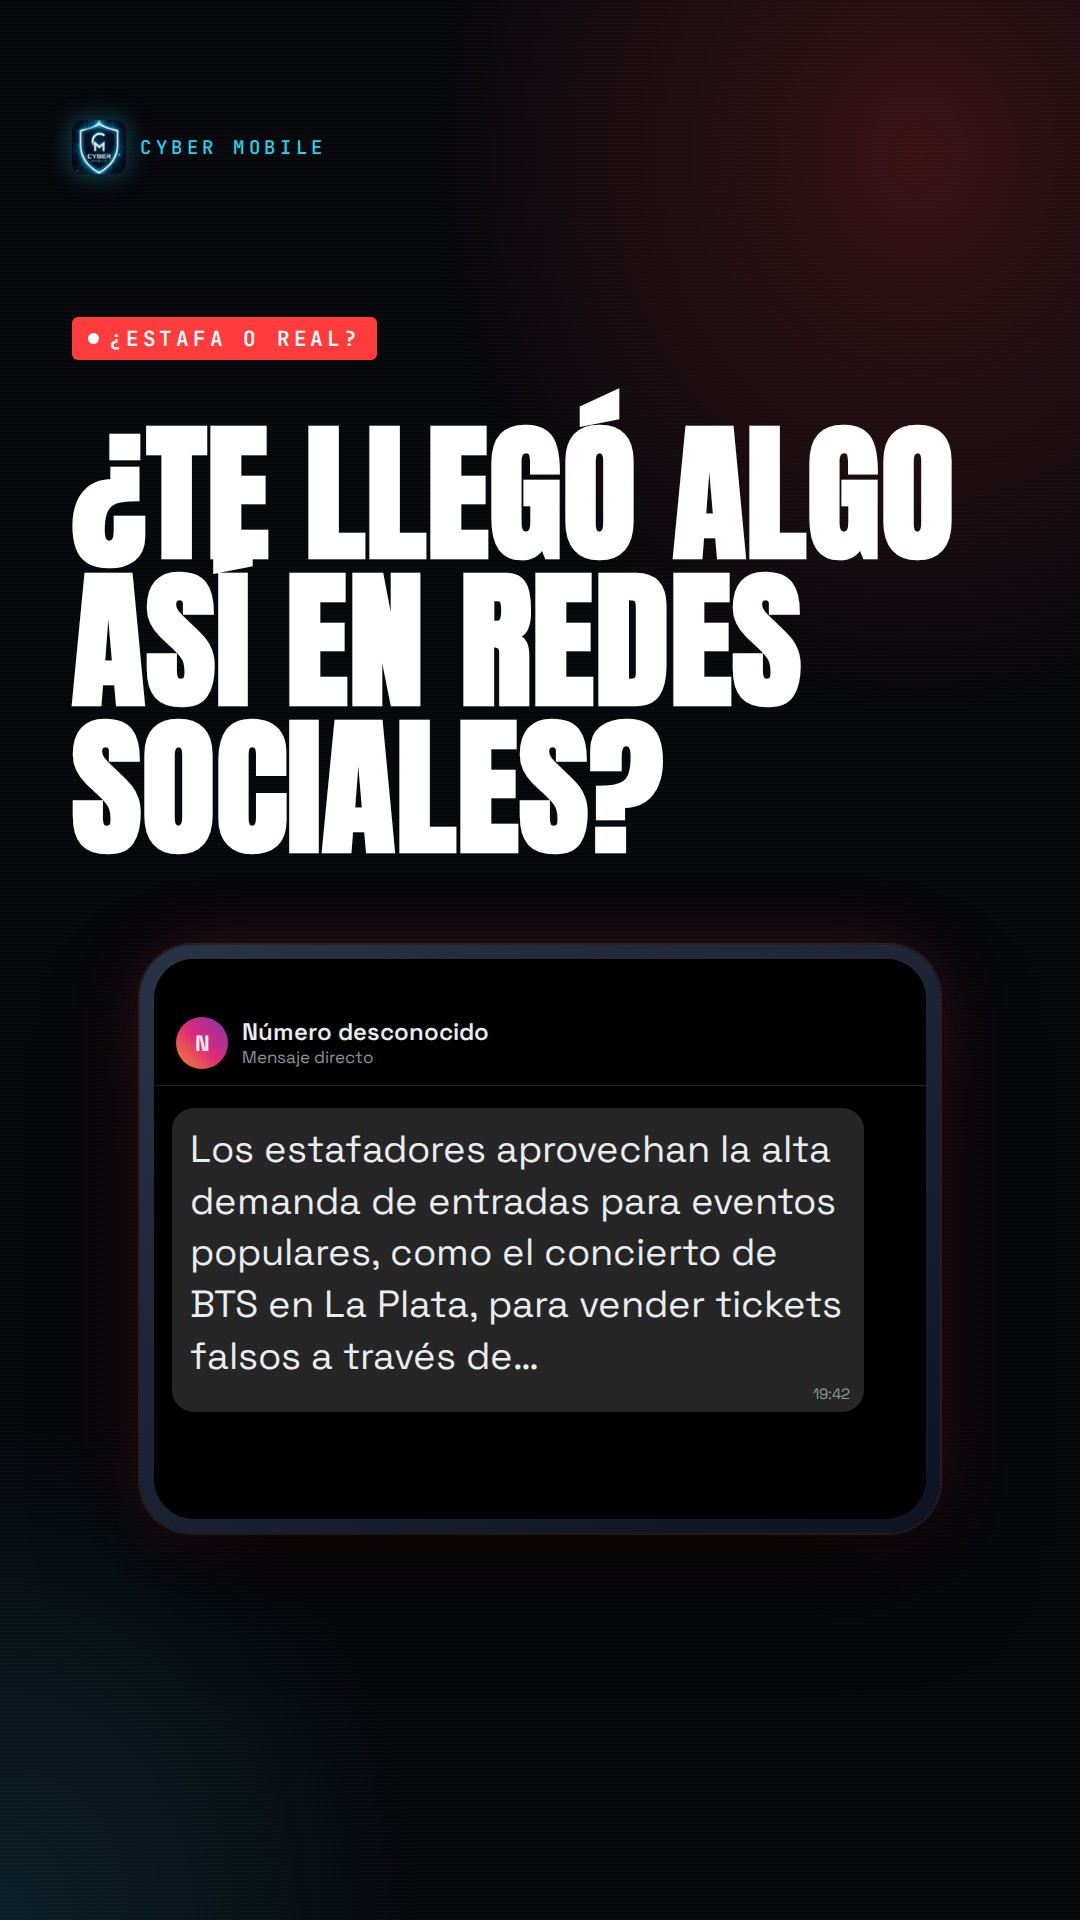 CM
CYBER
CYBER MOBILE
¿ESTAFA O REAL?
¿TE LLEGÓ ALGO
ASÍ EN REDES
SOCIALES?
N
Número desconocido
Mensaje directo
Los estafadores aprovechan la alta
demanda de entradas para eventos
populares, como el concierto de
BTS en La Plata, para vender tickets
falsos a través de...
19:42